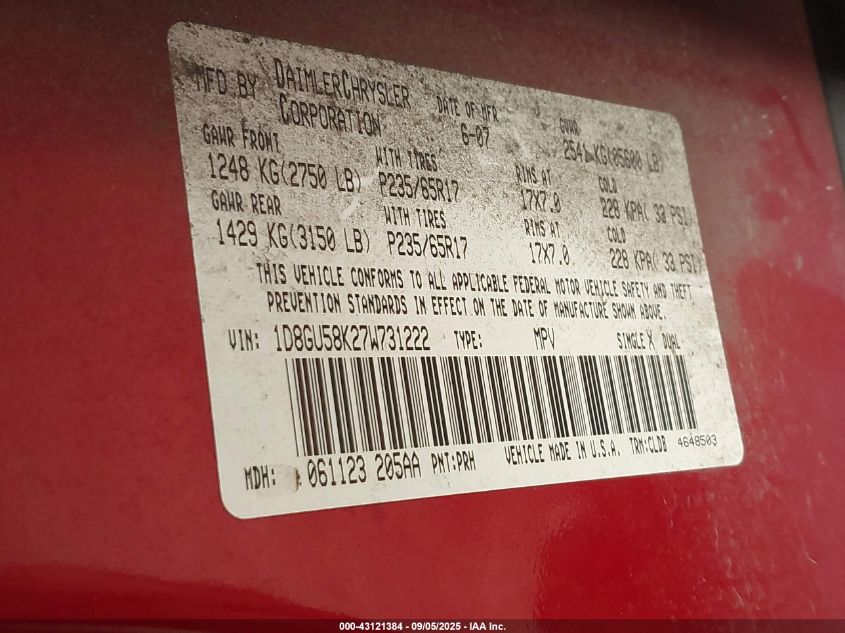 MFD BY DAIMLERCHRYSLER CORPORATION DATE OF MFR 6-07 GVWR 2541 KG(05600 LB)
GAWR FRONT WITH TIRES RIMS AT COLD
1248 KG(2750 LB) P235/65R17 17X7.0 228 KPA( 33 PSI)
GAWR REAR WITH TIRES RIMS AT COLD
1429 KG(3150 LB) P235/65R17 17X7.0 228 KPA( 33 PSI)
THIS VEHICLE CONFORMS TO ALL APPLICABLE FEDERAL MOTOR VEHICLE SAFETY AND THEFT
PREVENTION STANDARDS IN EFFECT ON THE DATE OF MANUFACTURE SHOWN ABOVE.
VIN: 1D8GU58K27W731222 TYPE: MPV SINGLE X DUAL
MDH: 061123 205AA PNT:PRH VEHICLE MADE IN U.S.A. TRM:CLDB 4648503
000-43121384 - 09/05/2025 - IAA Inc.